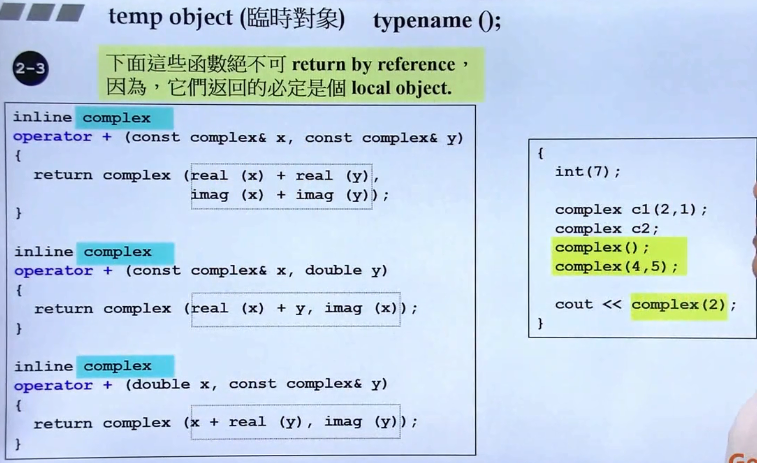 temp object (臨時對象) typename ();
2-3
下面這些函數絕不可 return by reference，
因為，它們返回的必定是個 local object.
inline complex
operator + (const complex& x, const complex& y)
{
return complex (real (x) + real (y),
imag (x) + imag (y));
}
inline complex
operator + (const complex& x, double y)
{
return complex (real (x) + y, imag (x));
}
inline complex
operator + (double x, const complex& y)
{
return complex (x + real (y), imag (y));
}
{
int(7);
complex c1(2,1);
complex c2;
complex();
complex(4,5);
cout << complex(2);
}